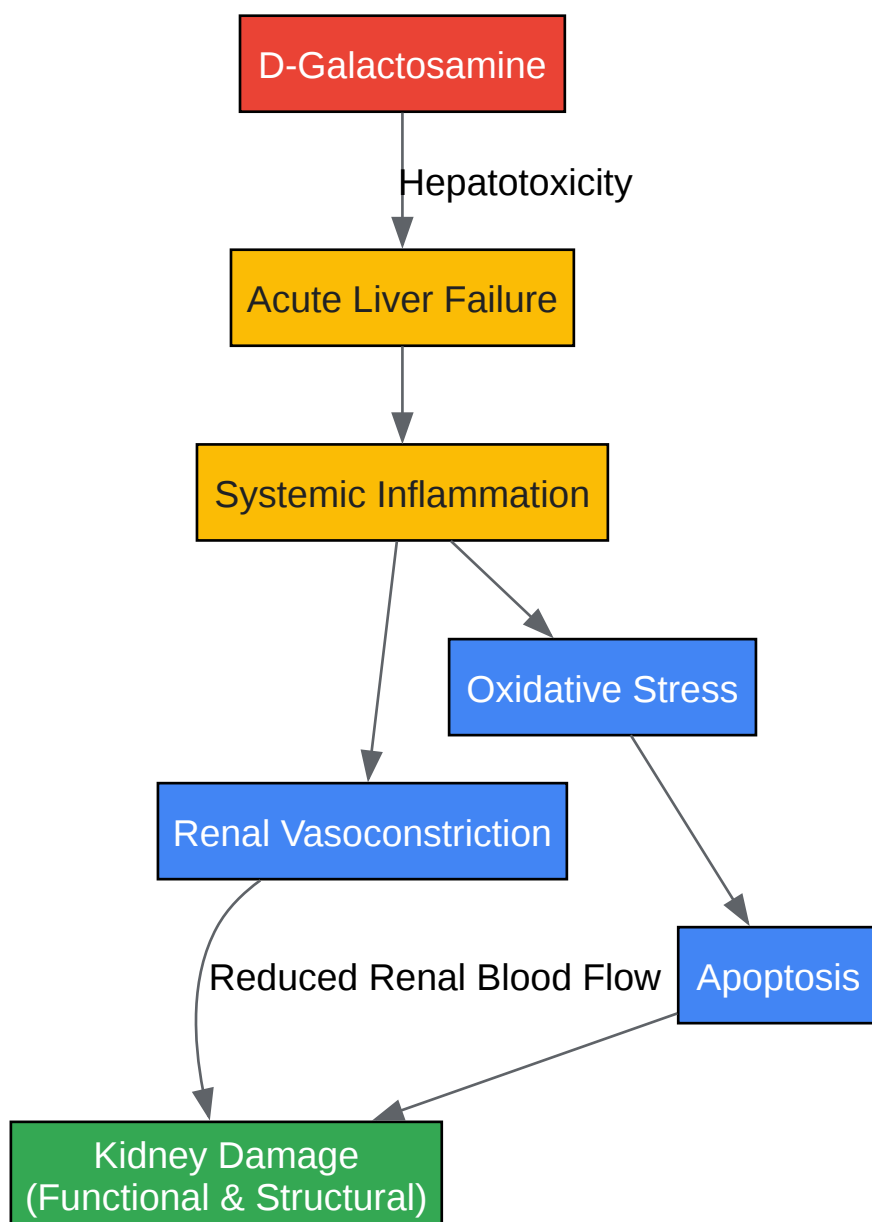 D-Galactosamine
Hepatotoxicity
Acute Liver Failure
Systemic Inflammation
Oxidative Stress
Renal Vasoconstriction
Reduced Renal Blood Flow
Apoptosis
Kidney Damage
(Functional & Structural)